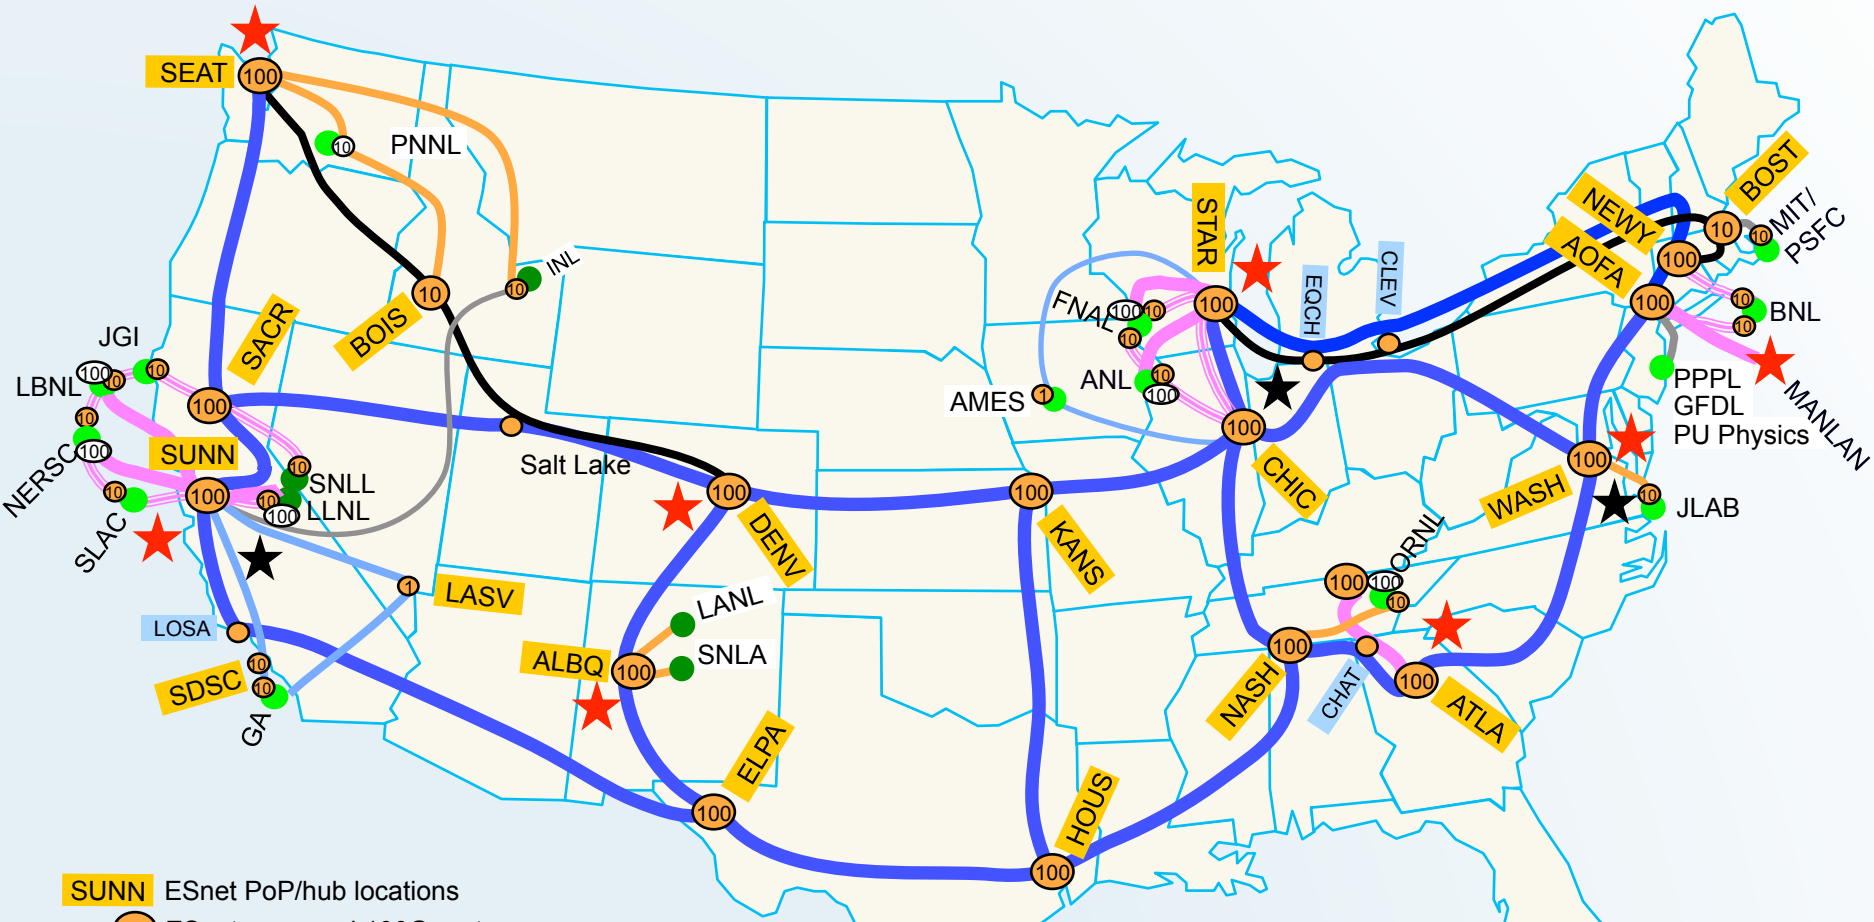 SEAT
100
PNNL
10
BOIS
10
INL
10
SACR
100
JGI
10
LBNL
100
10
10
NERSC
100
SUNN
100
10
SLAC
10
SNLL
10
LLNL
100
Salt Lake
LOSA
LASV
1
SDSC
10
10
GA
DENV
100
ALBQ
100
LANL
SNLA
ELPA
100
KANS
100
HOUS
100
AMES
1
STAR
100
FNAL
100
10
10
ANL
10
100
CHIC
100
EQCH
CLEV
NASH
100
CHAT
ATLA
100
ORNL
100
100
10
WASH
100
JLAB
10
NEWY
100
AOFA
100
BOST
10
MIT/
PSFC
10
BNL
10
10
PPPL
GFDL
PU Physics
MANLAN
SUNN ESnet PoP/hub locations